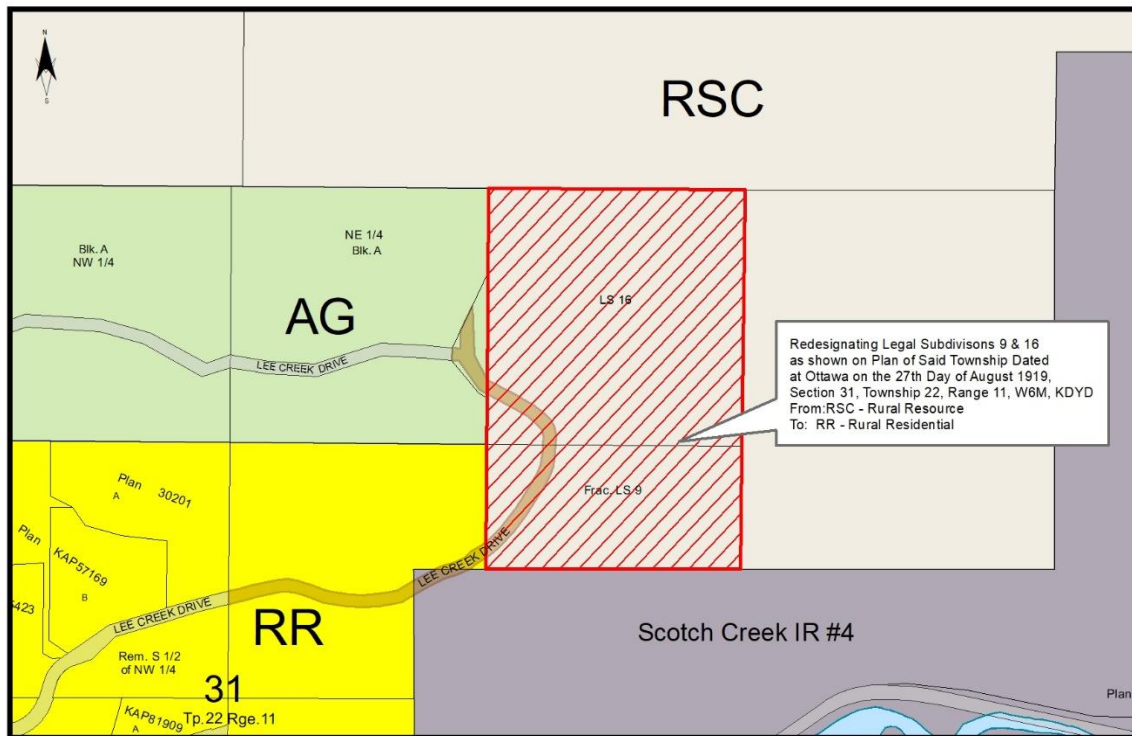 N
S
RSC
NE 1/4
Blk. A
Blk. A
NW 1/4
LS 16
AG
LEE CREEK DRIVE
Redesignating Legal Subdivisons 9 & 16
as shown on Plan of Said Township Dated
at Ottawa on the 27th Day of August 1919,
Section 31, Township 22, Range 11, W6M, KDYD
From:RSC - Rural Resource
To: RR - Rural Residential
Plan 30201
A
Frac. LS 9
Plan
KAP57169
B
LEE CREEK DRIVE
5423
LEE CREEK DRIVE
RR
Scotch Creek IR #4
Rem. S 1/2
of NW 1/4
31
Tp.22 Rge.11
KAP81909
A
Plan